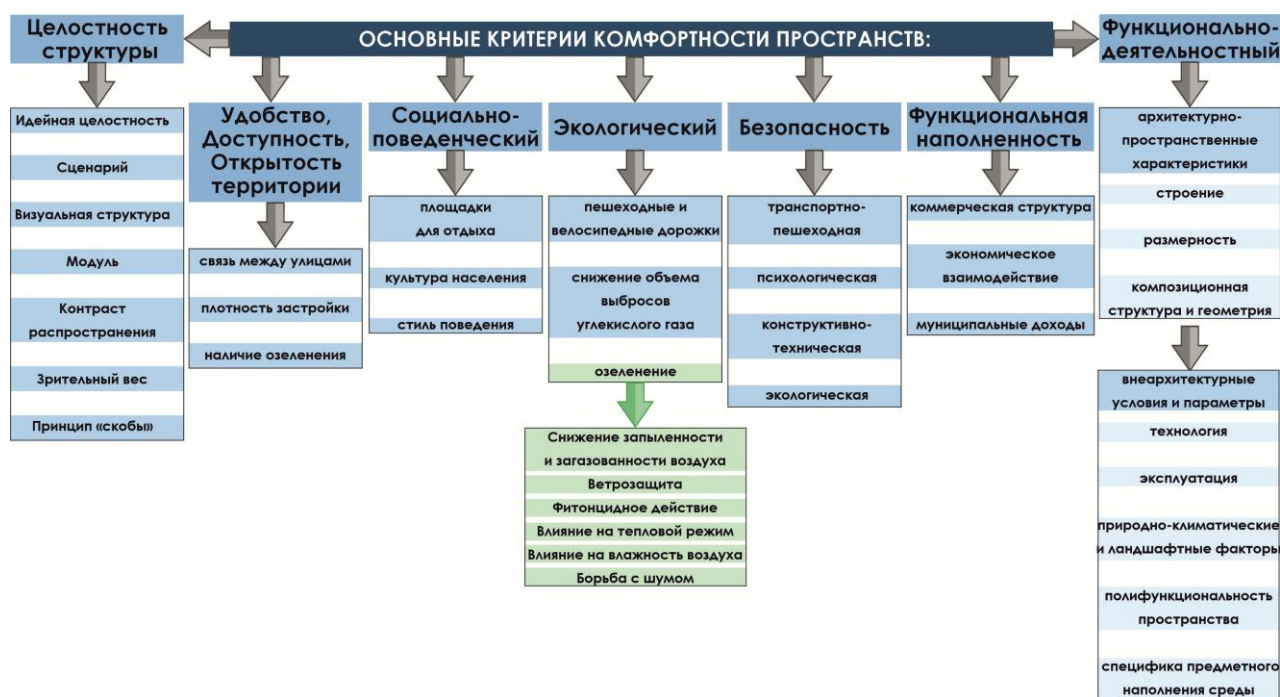 ОСНОВНЫЕ КРИТЕРИИ КОМФОРТНОСТИ ПРОСТРАНСТВ:
Целостность
структуры
Идейная целостность
Сценарий
Визуальная структура
Модуль
Контраст
распространения
Зрительный вес
Принцип «скобы»
Удобство,
Доступность,
Открытость
территории
связь между улицами
плотность застройки
наличие озеленения
Социально-
поведенческий
площадки
для отдыха
культура населения
стиль поведения
Экологический
пешеходные и
велосипедные дорожки
снижение объема
выбросов
углекислого газа
озеленение
Снижение запыленности
и загазованности воздуха
Ветрозащита
Фитонцидное действие
Влияние на тепловой режим
Влияние на влажность воздуха
Борьба с шумом
Безопасность
транспортно-
пешеходная
психологическая
конструктивно-
техническая
экологическая
Функциональная
наполненность
коммерческая структура
экономическое
взаимодействие
муниципальные доходы
Функционально-
деятельностный
архитектурно-
пространственные
характеристики
строение
размерность
композиционная
структура и геометрия
внеархитектурные
условия и параметры
технология
эксплуатация
природно-климатические
и ландшафтные факторы
полифункциональность
пространства
специфика предметного
наполнения среды